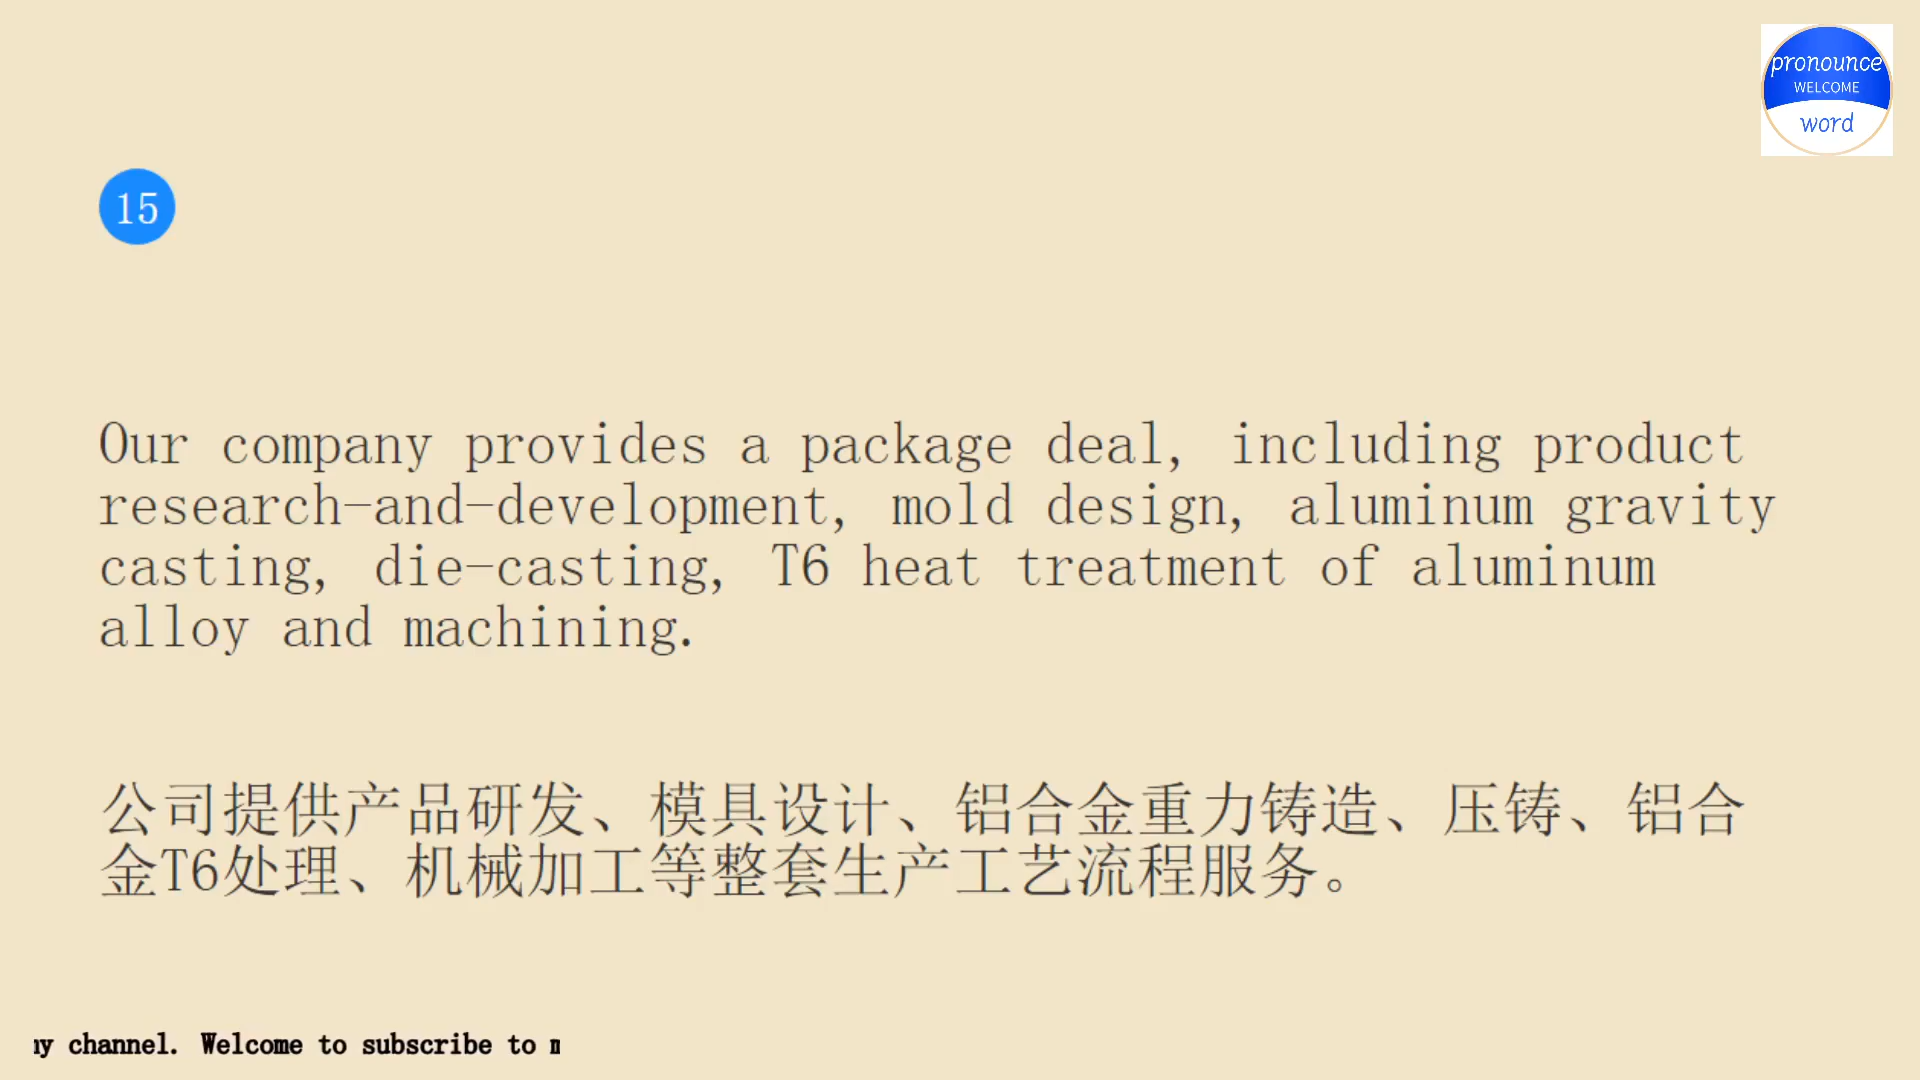 pronounce
WELCOME
word
15
Our company provides a package deal, including product
research-and-development, mold design, aluminum gravity
casting, die-casting, T6 heat treatment of aluminum
alloy and machining.
公司提供产品研发、模具设计、铝合金重力铸造、压铸、铝合
金T6处理、机械加工等整套生产工艺流程服务。
my channel. Welcome to subscribe to m